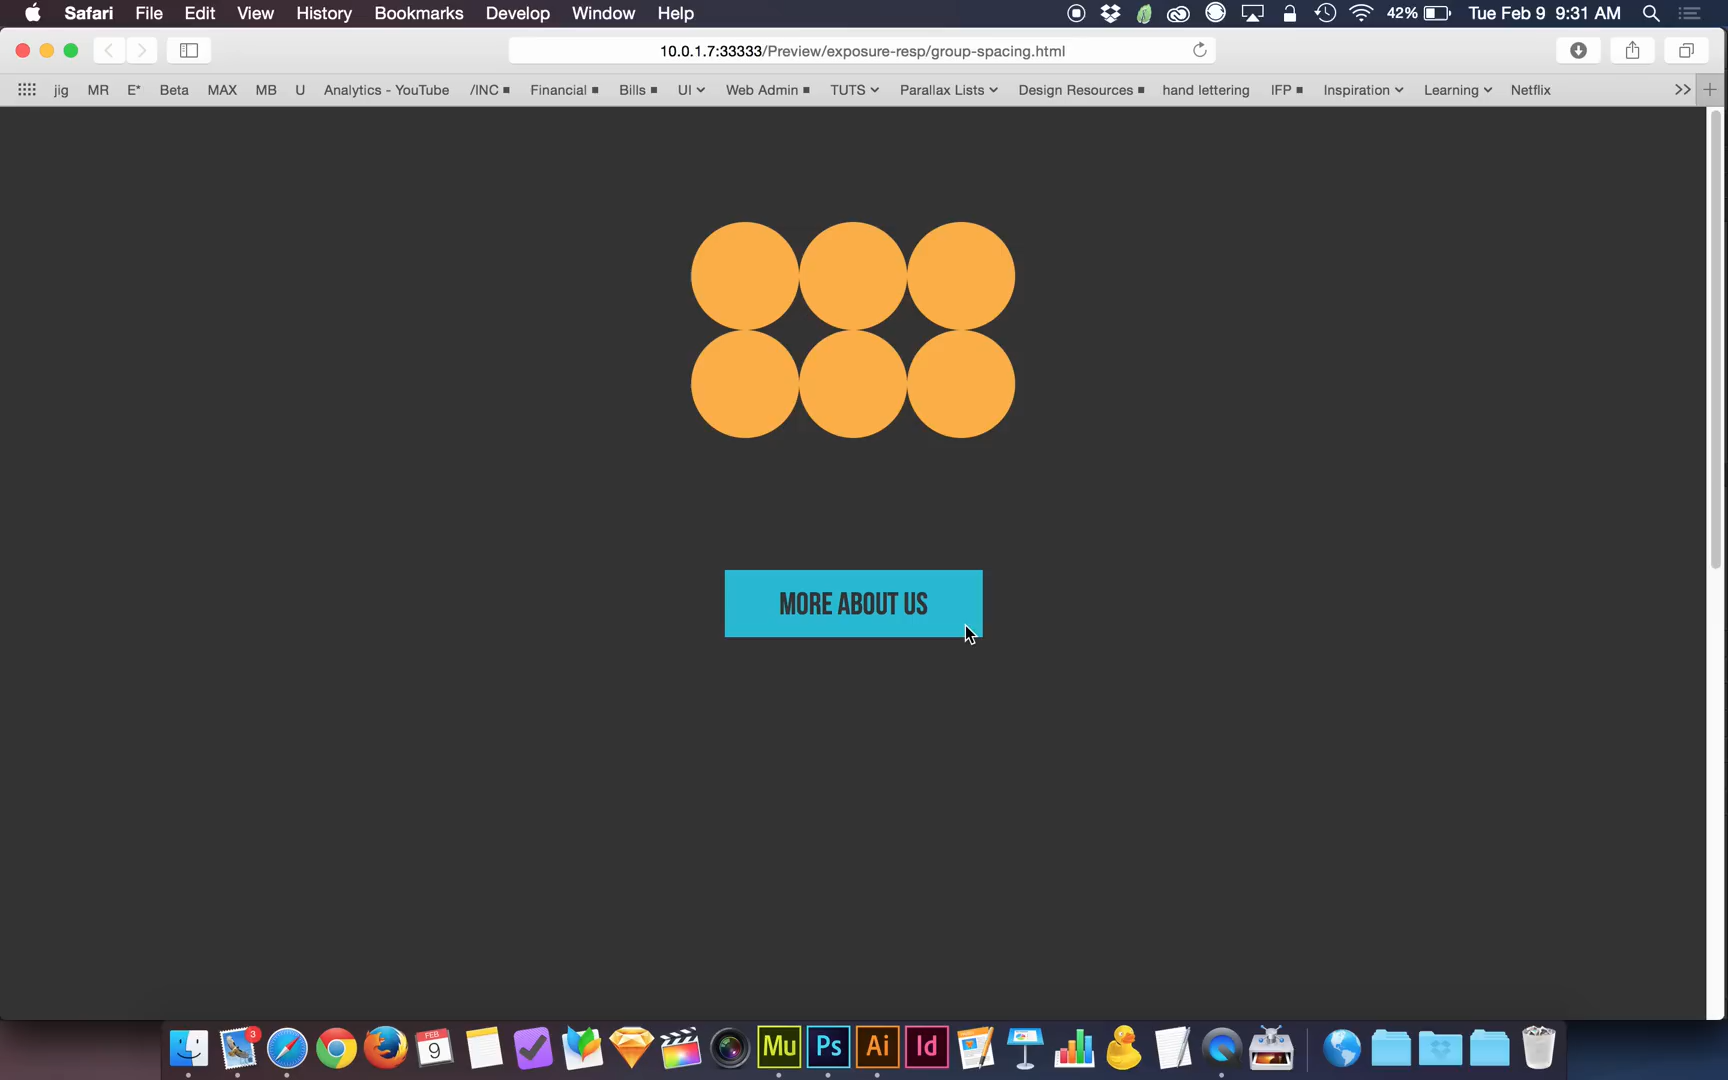 Safari File Edit View History Bookmarks Develop Window Help 42% Tue Feb 9 9:31 AM
10.0.1.7:33333/Preview/exposure-resp/group-spacing.html
jig MR E* Beta MAX MB U Analytics - YouTube /INC Financial Bills UI Web Admin TUTS Parallax Lists Design Resources hand lettering IFP Inspiration Learning Netflix
MORE ABOUT US
3 FEB 9 Mu Ps Ai Id